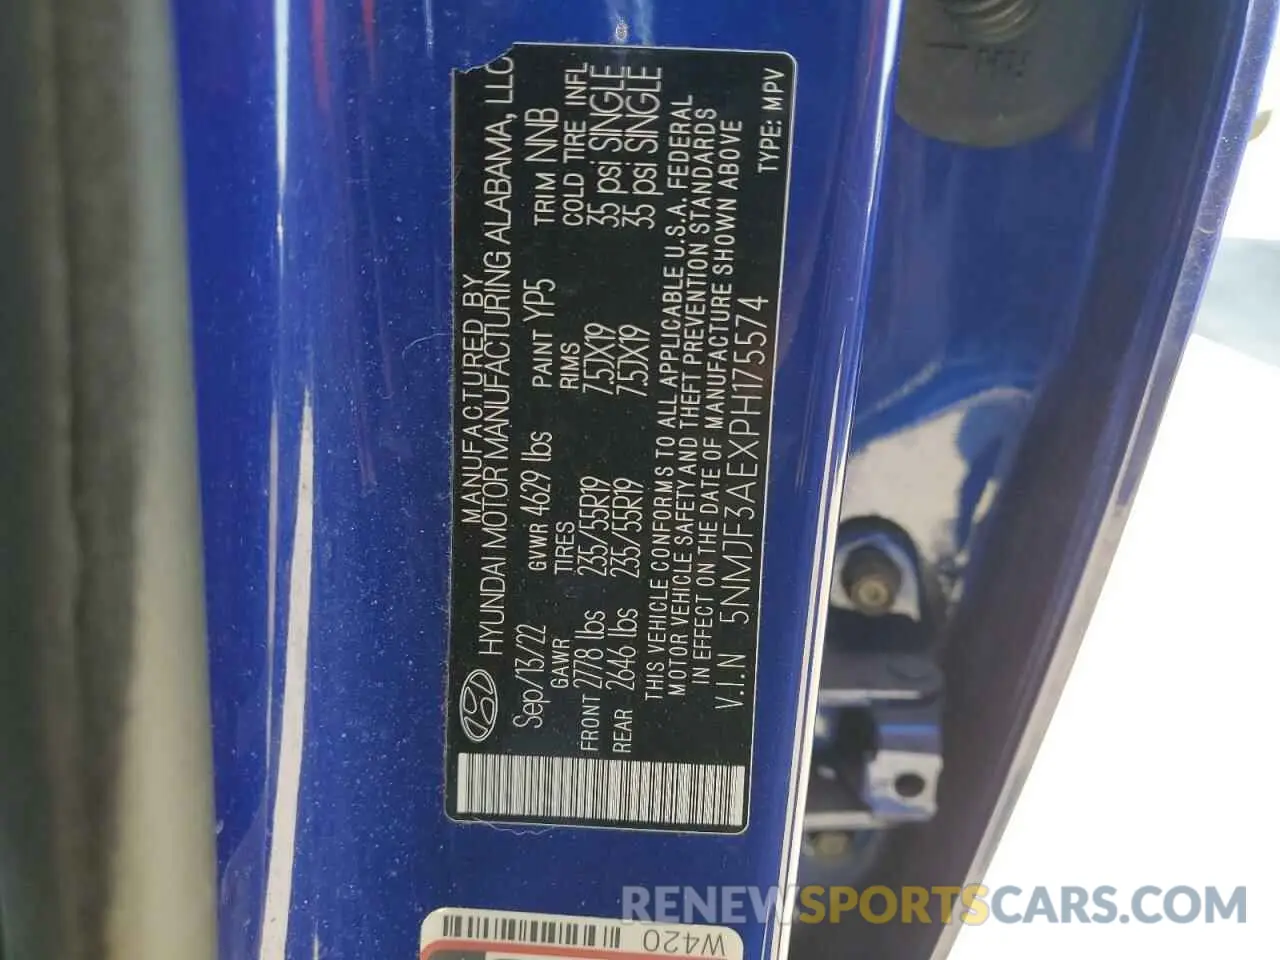 MANUFACTURED BY
HYUNDAI MOTOR MANUFACTURING ALABAMA, LLC
Sep/13/22 GVWR 4629 lbs PAINT YP5 TRIM NNB
GAWR TIRES RIMS COLD TIRE INFL
FRONT 2778 lbs 235/55R19 7.5JX19 35 psi SINGLE
REAR 2646 lbs 235/55R19 7.5JX19 35 psi SINGLE
THIS VEHICLE CONFORMS TO ALL APPLICABLE U.S.A. FEDERAL
MOTOR VEHICLE SAFETY AND THEFT PREVENTION STANDARDS
IN EFFECT ON THE DATE OF MANUFACTURE SHOWN ABOVE
V.I.N 5NMJF3AEXPH175574 TYPE: MPV
W420
RENEWSPORTSCARS.COM